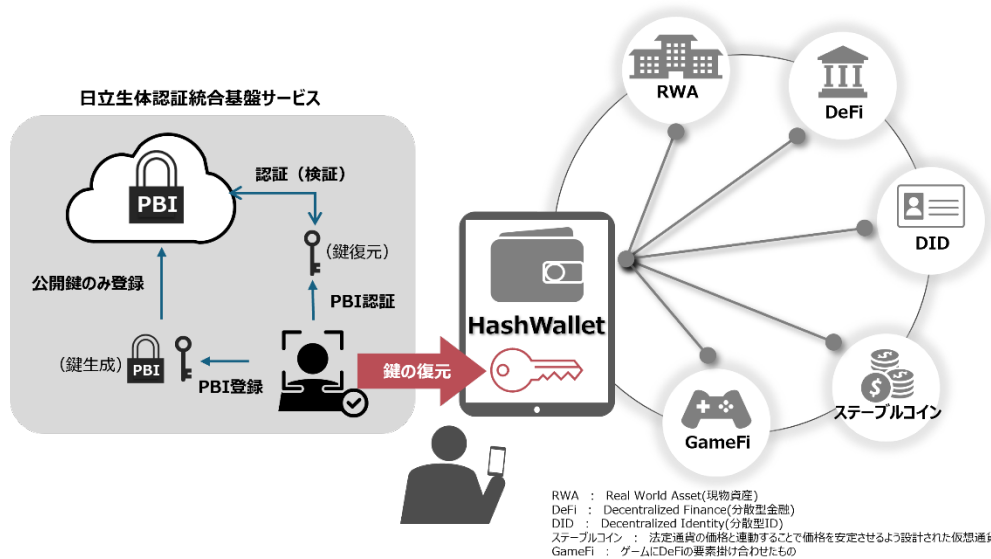 日立生体認証統合基盤サービス
PBI
認証（検証）
(鍵復元)
公開鍵のみ登録
PBI認証
(鍵生成)
PBI
PBI登録
鍵の復元
HashWallet
RWA
DeFi
DID
ステーブルコイン
GameFi
RWA ： Real World Asset(現物資産)
DeFi ： Decentralized Finance(分散型金融)
DID ： Decentralized Identity(分散型ID)
ステーブルコイン ： 法定通貨の価格と連動することで価格を安定させるよう設計された仮想通貨
GameFi ： ゲームにDeFiの要素掛け合わせたもの